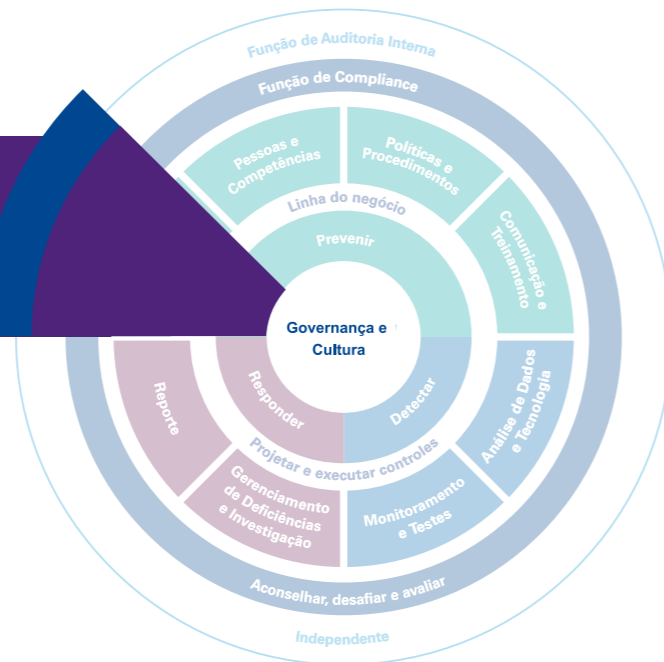 Função de Auditoria Interna
Função de Compliance
Pessoas e
Competências
Políticas e
Procedimentos
Linha do negócio
Prevenir
Comunicação e
Treinamento
Governança e
Cultura
Responder
Detectar
Reporte
Análise de Dados
e Tecnologia
Projetar e executar controles
Gerenciamento
de Deficiências
e Investigação
Monitoramento
e Testes
Aconselhar, desafiar e avaliar
Independente